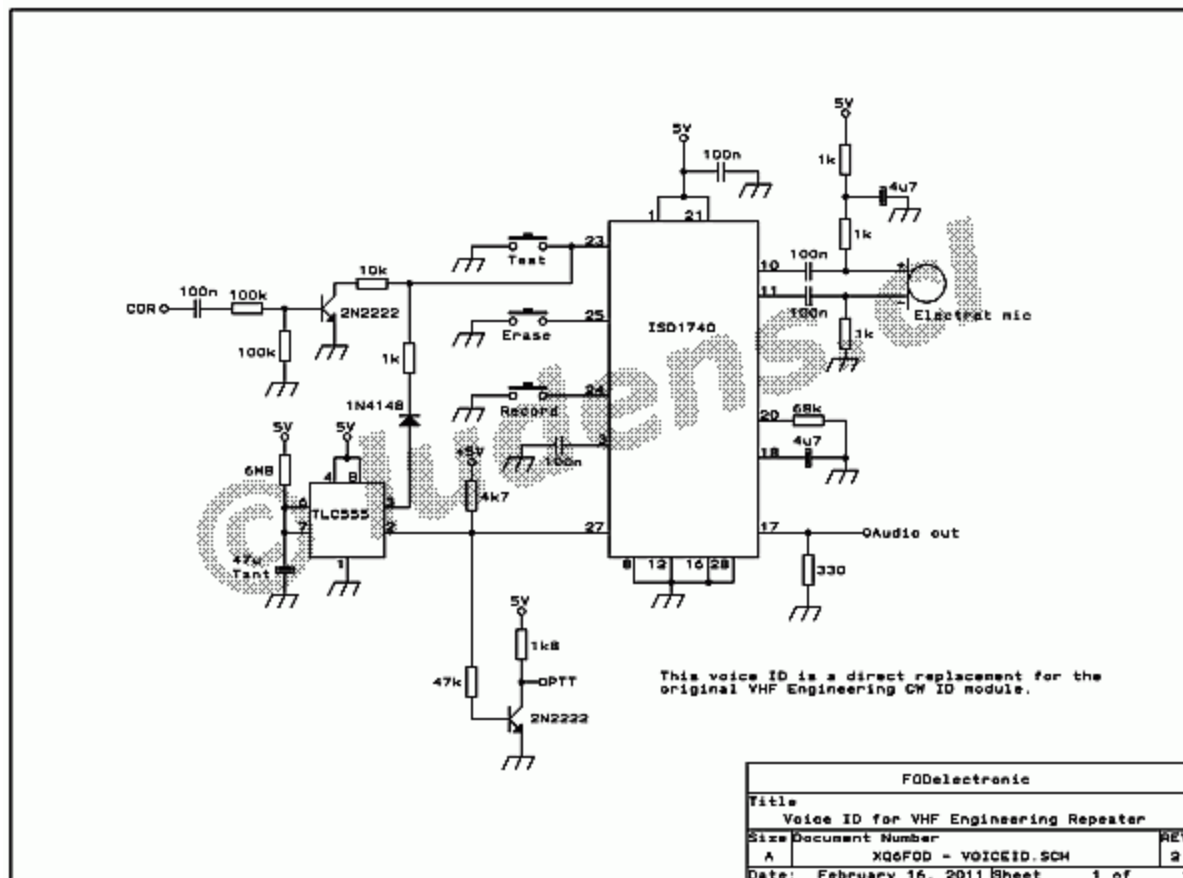 5V
5V
100n
1k
4u7
1 21
1k
23
Test
10k
100n
10
100n 100k
COR
2N2222
11
100n
25
Erase
ISD1740
Electret mic
100k
1k
1k
24
Record
1N4148
20
68k
5V 5V
+5V
3
100n
18
4u7
6M8
4 8
4k7
6 TLC555 3
7 2
27
17
Audio out
47u
Tant
1
8 12 16 28
330
5V
1k8
47k
PTT
2N2222
This voice ID is a direct replacement for the
original VHF Engineering CW ID module.
© ludens.cl
FODelectronic
Title
Voice ID for VHF Engineering Repeater
Size Document Number REV
A XQ6FOD - VOICEID.SCH 2
Date: February 16, 2011 Sheet 1 of